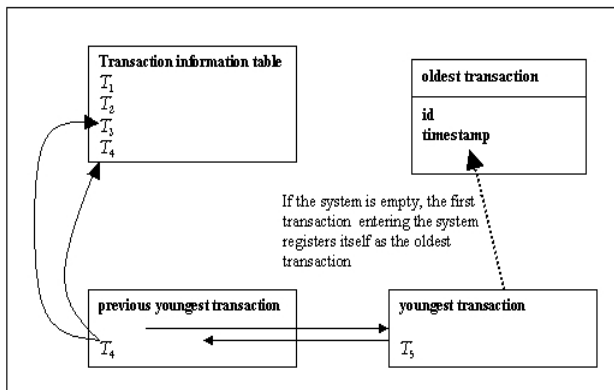 Transaction information table
T1
T2
T3
T4
oldest transaction
id
timestamp
If the system is empty, the first
transaction entering the system
registers itself as the oldest
transaction
previous youngest transaction
T4
youngest transaction
T5